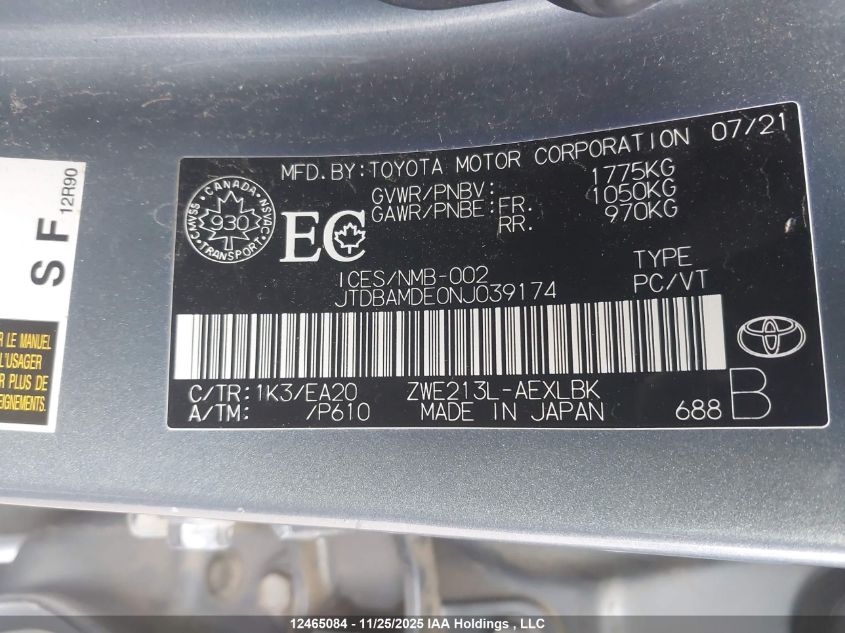 12R90
S F
R LE MANUEL
L'USAGER
R PLUS DE
EIGNEMENTS.
MFD.BY:TOYOTA MOTOR CORPORATION 07/21
GVWR/PNBV: 1775KG
GAWR/PNBE FR. 1050KG
RR. 970KG
CANADA
CMVSS NSVAC
930
TRANSPORT
EC
ICES/NMB-002
JTDBAMDE0NJ039174
TYPE
PC/VT
C/TR:1K3/EA20 ZWE213L-AEXLBK
A/TM: /P610 MADE IN JAPAN 688 B
12465084 - 11/25/2025 IAA Holdings , LLC